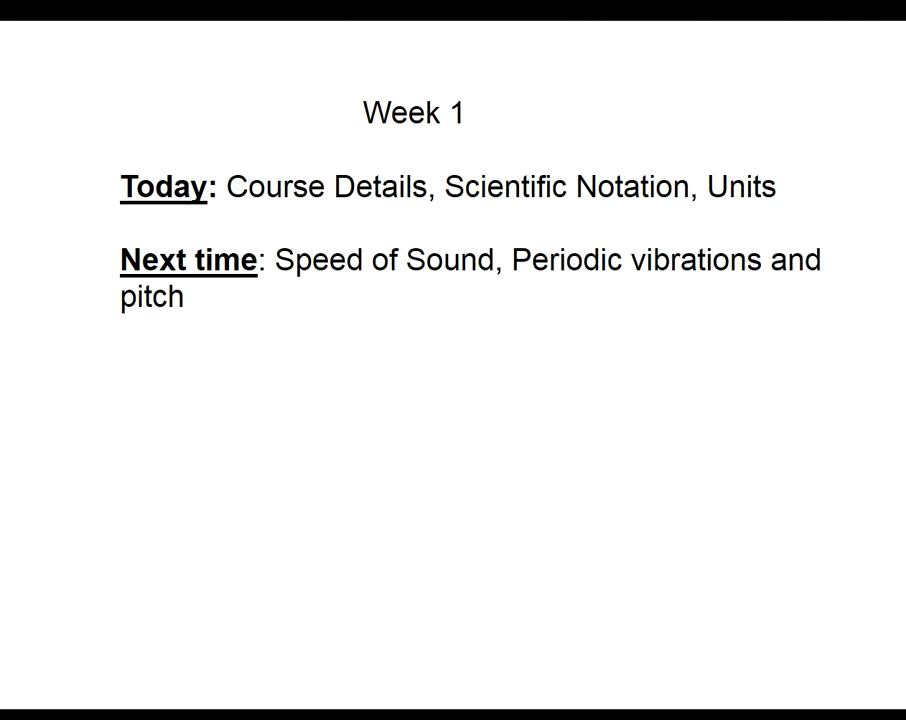 Week 1
Today: Course Details, Scientific Notation, Units
Next time: Speed of Sound, Periodic vibrations and
pitch